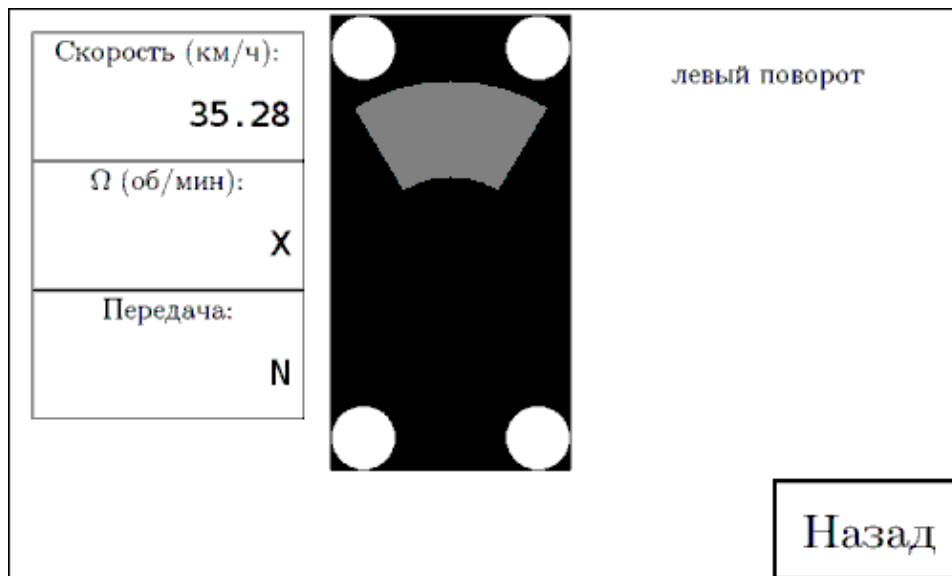 Скорость (км/ч):
35.28
Ω (об/мин):
X
Передача:
N
левый поворот
Назад